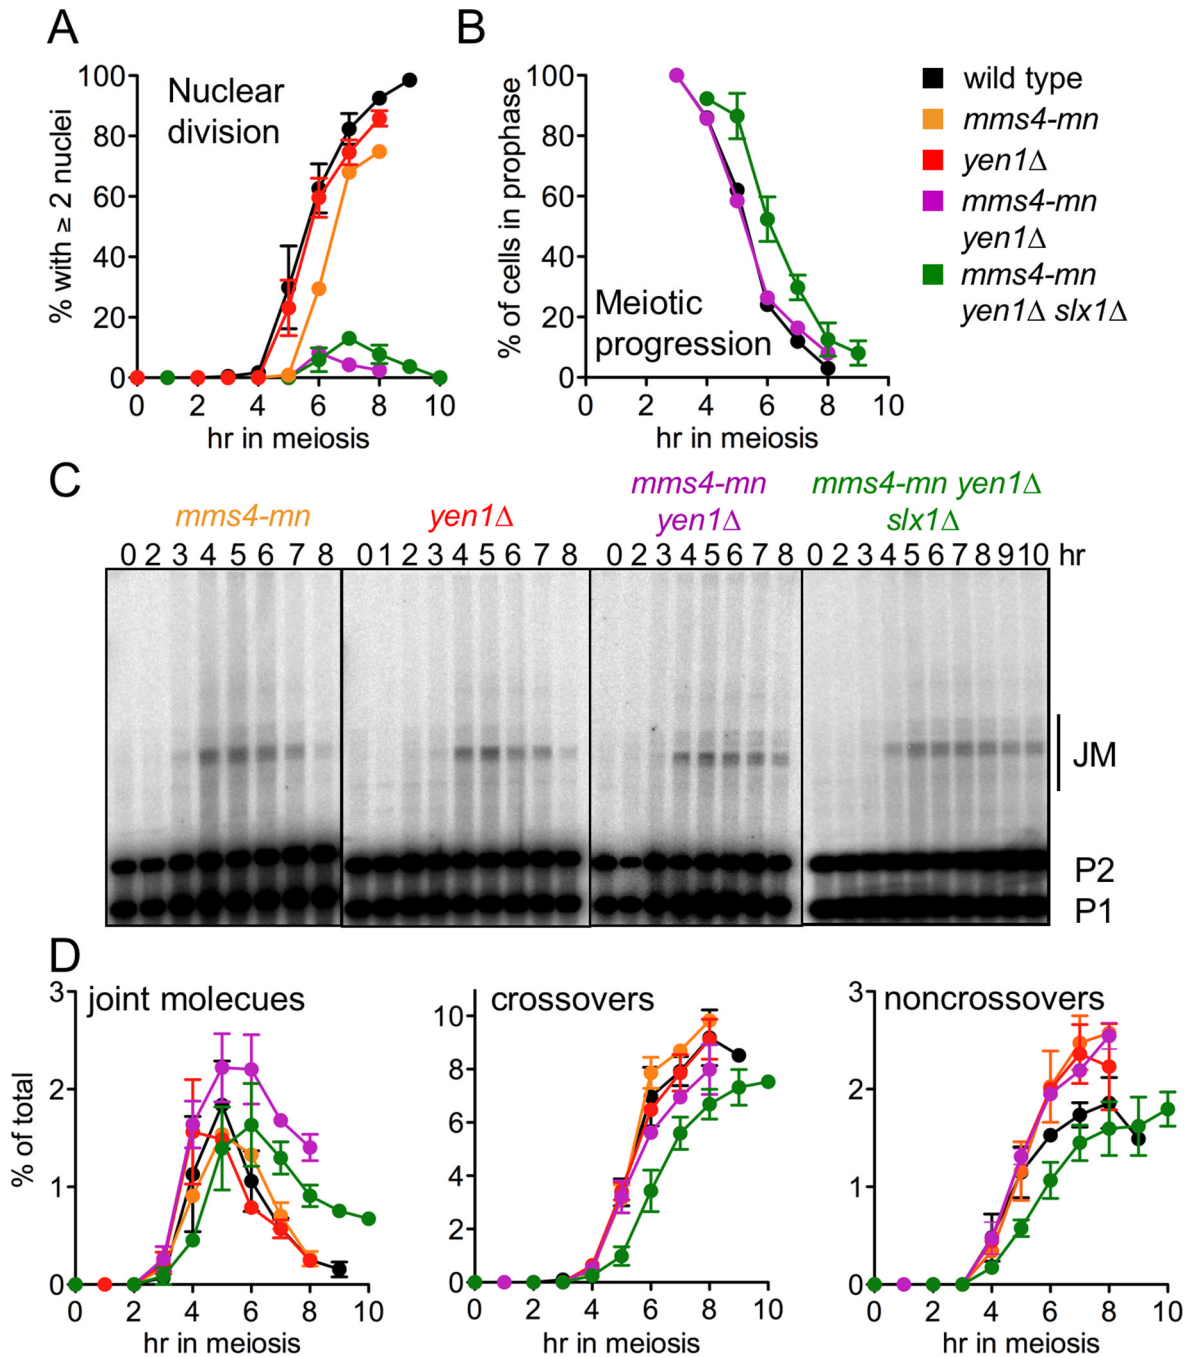 A
B
Nuclear
division
% with ≥ 2 nuclei
100
80
60
40
20
0
0 2 4 6 8 10
hr in meiosis
% of cells in prophase
100
80
60
40
20
0
Meiotic
progression
0 2 4 6 8 10
hr in meiosis
wild type
mms4-mn
yen1Δ
mms4-mn
yen1Δ
mms4-mn
yen1Δ slx1Δ
C
mms4-mn
yen1Δ
mms4-mn
yen1Δ
mms4-mn yen1Δ
slx1Δ
0 2 3 4 5 6 7 8
0 1 2 3 4 5 6 7 8
0 2 3 4 5 6 7 8
0 2 3 4 5 6 7 8 9 10 hr
JM
P2
P1
D
joint molecues
% of total
3
2
1
0
0 2 4 6 8 10
hr in meiosis
crossovers
10
8
6
4
2
0
0 2 4 6 8 10
hr in meiosis
noncrossovers
3
2
1
0
0 2 4 6 8 10
hr in meiosis